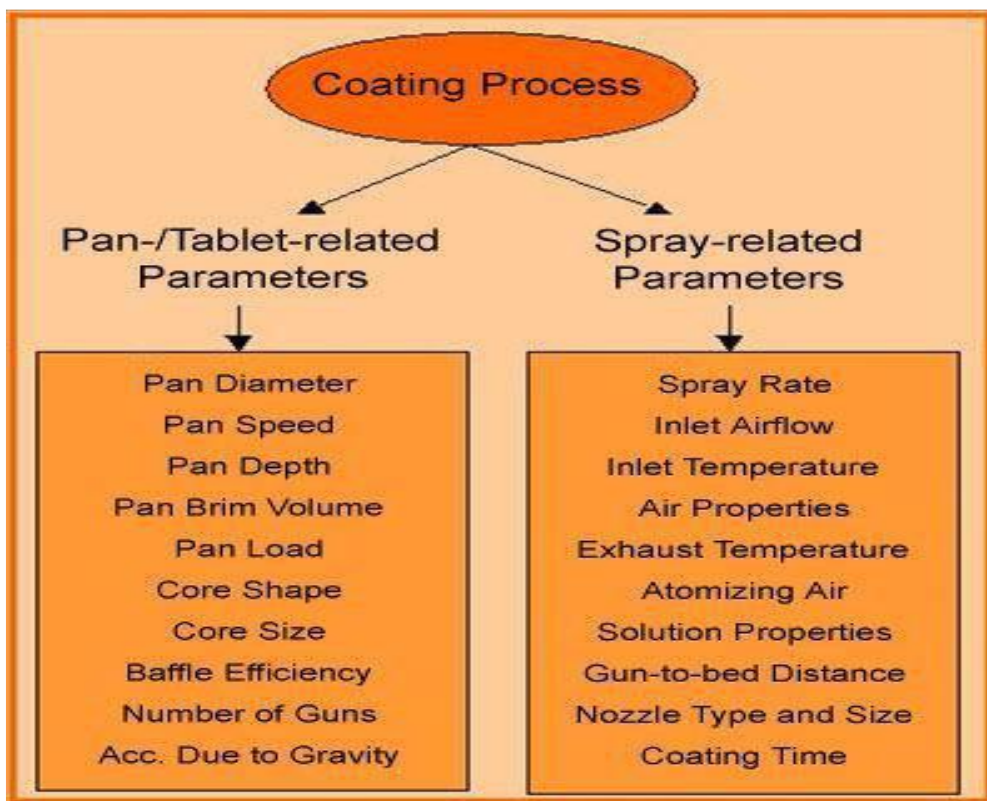 Coating Process
Pan-/Tablet-related
Parameters
Pan Diameter
Pan Speed
Pan Depth
Pan Brim Volume
Pan Load
Core Shape
Core Size
Baffle Efficiency
Number of Guns
Acc. Due to Gravity
Spray-related
Parameters
Spray Rate
Inlet Airflow
Inlet Temperature
Air Properties
Exhaust Temperature
Atomizing Air
Solution Properties
Gun-to-bed Distance
Nozzle Type and Size
Coating Time